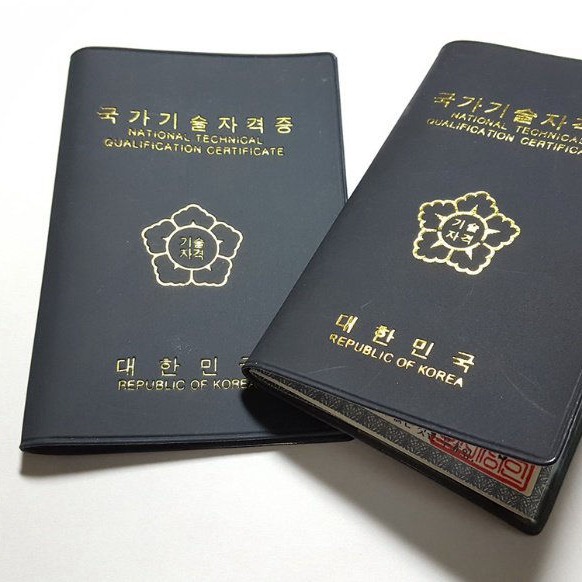 국가기술자격증
NATIONAL TECHNICAL
QUALIFICATION CERTIFICATE
기술
자격
대한민국
REPUBLIC OF KOREA
국가기술자
NATIONAL TECHNICAL
QUALIFICATION
기술
자격
대한민국
REPUBLIC OF KOREA